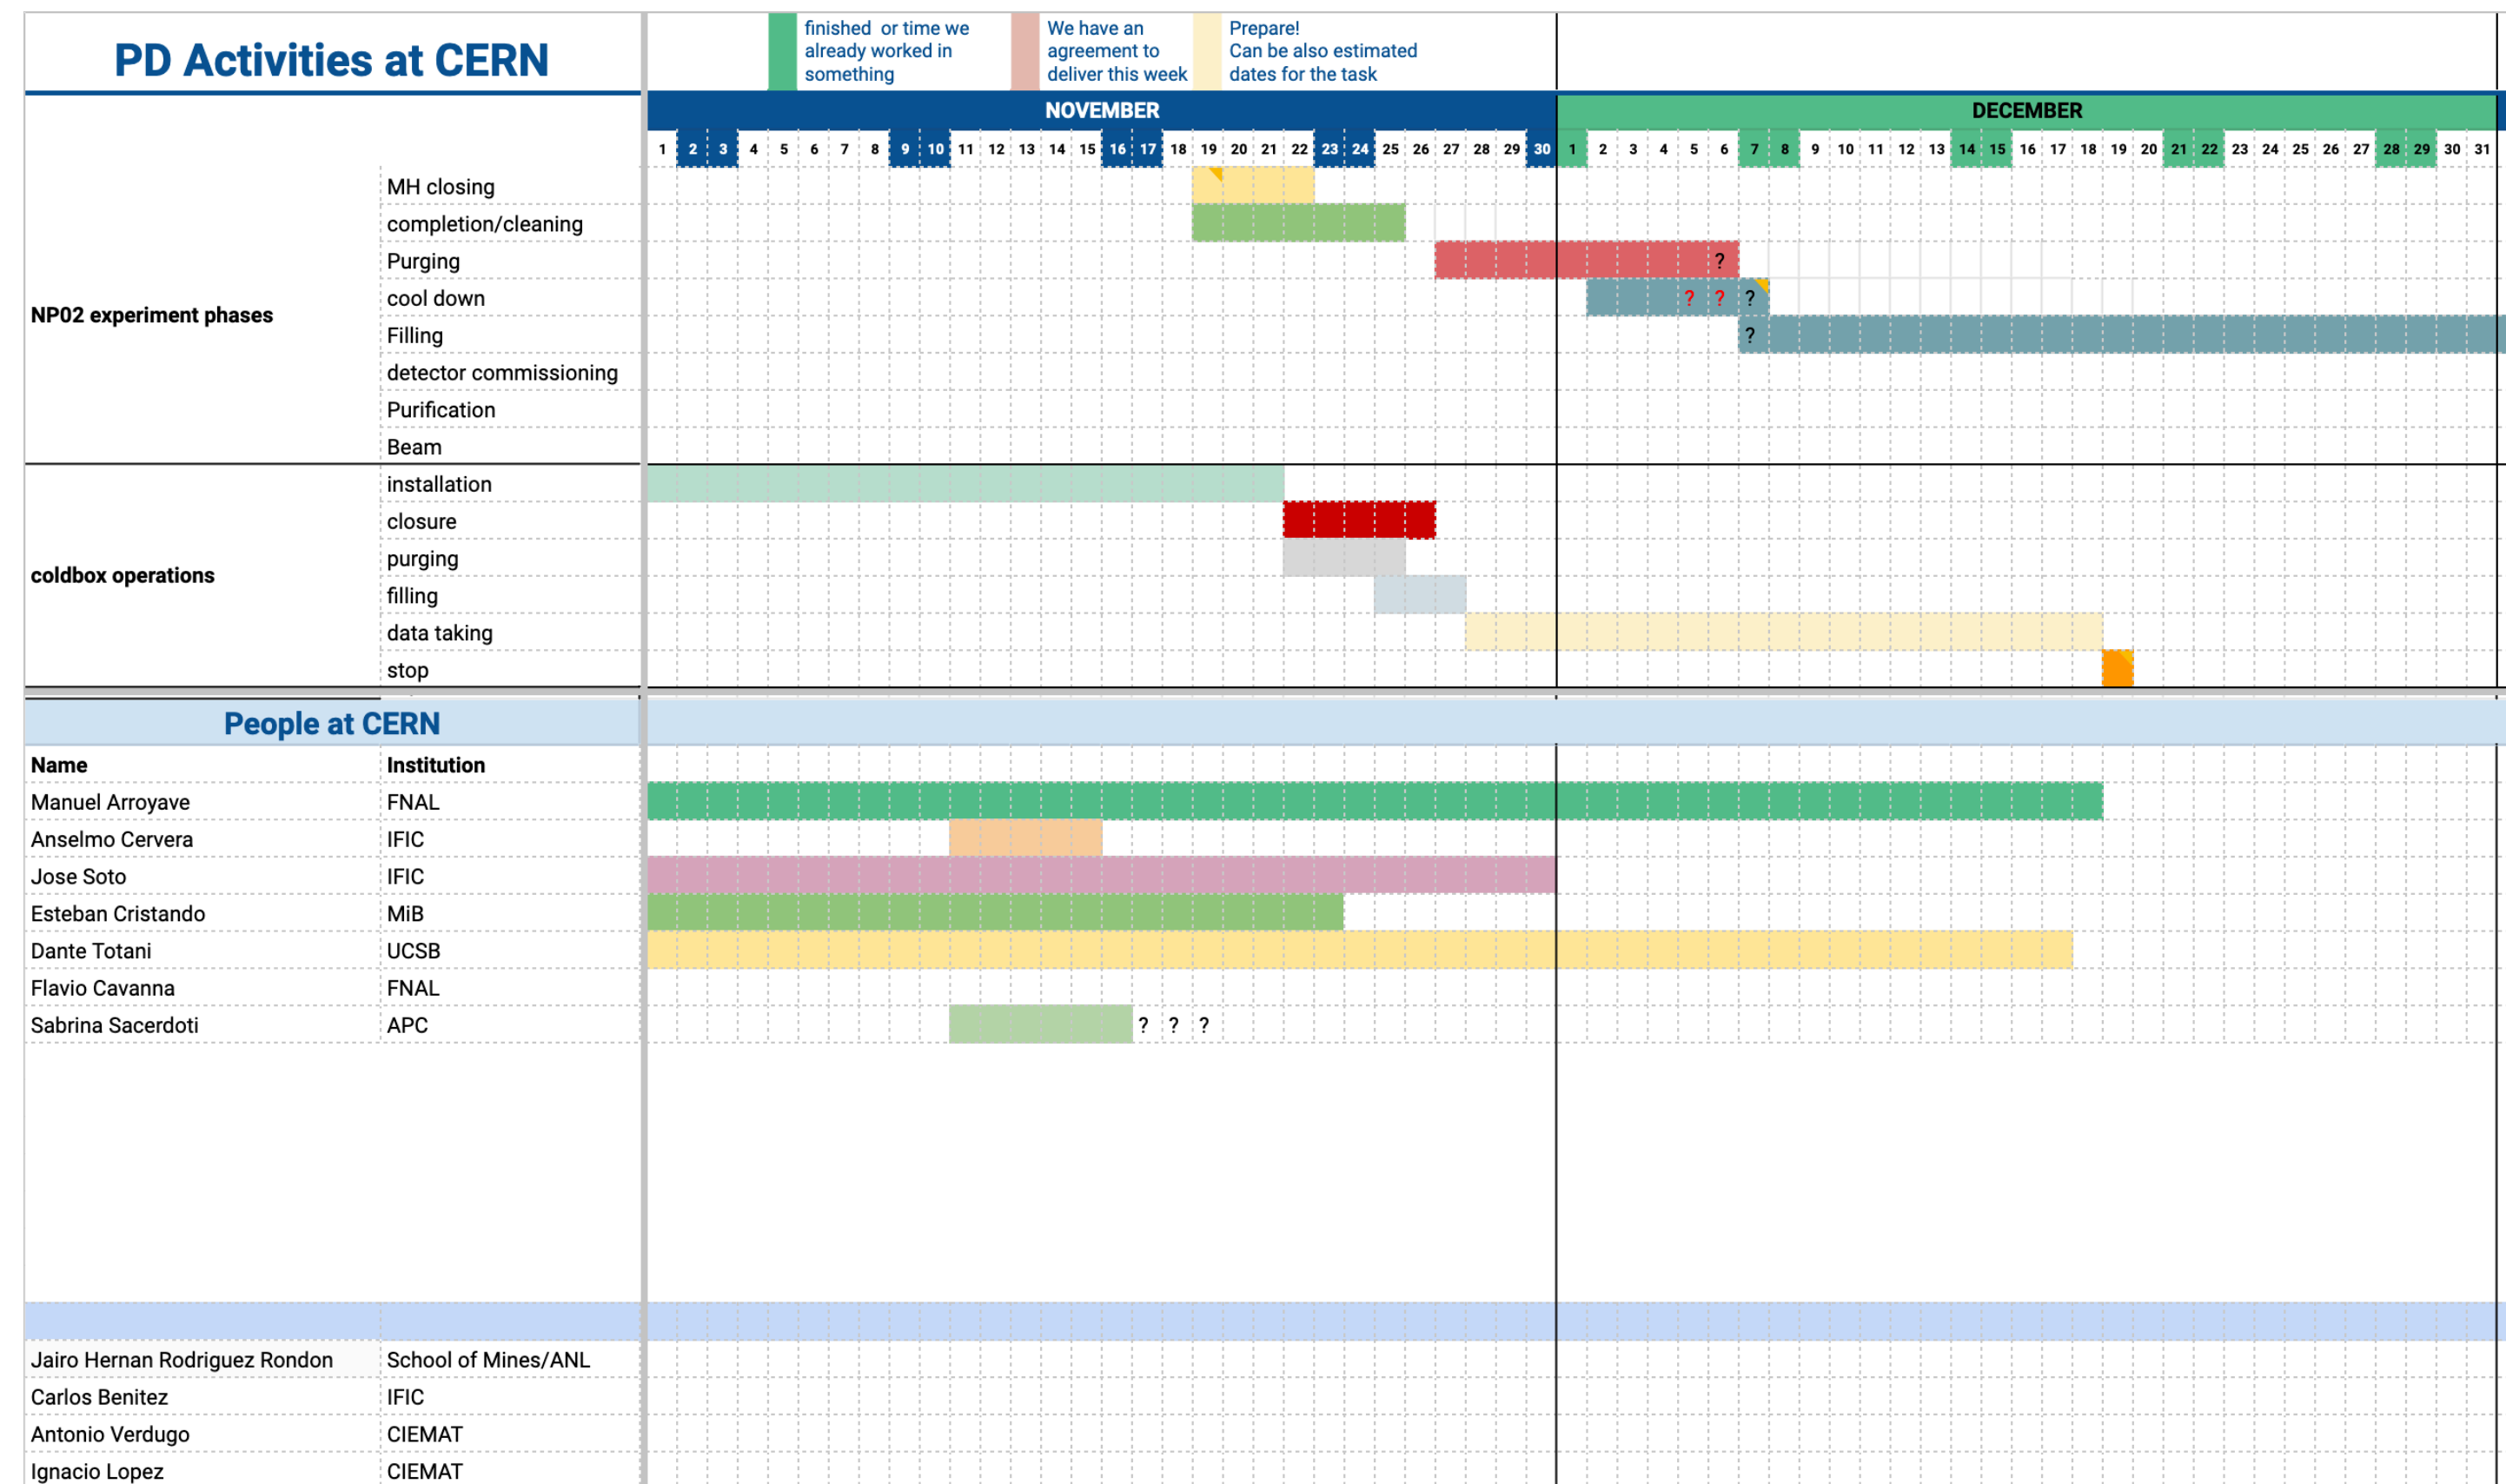 PD Activities at CERN
finished or time we
already worked in
something
We have an
agreement to
deliver this week
Prepare!
Can be also estimated
dates for the task
NOVEMBER DECEMBER
1 2 3 4 5 6 7 8 9 10 11 12 13 14 15 16 17 18 19 20 21 22 23 24 25 26 27 28 29 30 1 2 3 4 5 6 7 8 9 10 11 12 13 14 15 16 17 18 19 20 21 22 23 24 25 26 27 28 29 30 31
NP02 experiment phases
MH closing
completion/cleaning
Purging ?
cool down ? ? ?
Filling ?
detector commissioning
Purification
Beam
coldbox operations
installation
closure
purging
filling
data taking
stop
People at CERN
Name Institution
Manuel Arroyave FNAL
Anselmo Cervera IFIC
Jose Soto IFIC
Esteban Cristando MiB
Dante Totani UCSB
Flavio Cavanna FNAL
Sabrina Sacerdoti APC ? ? ?
Jairo Hernan Rodriguez Rondon School of Mines/ANL
Carlos Benitez IFIC
Antonio Verdugo CIEMAT
Ignacio Lopez CIEMAT